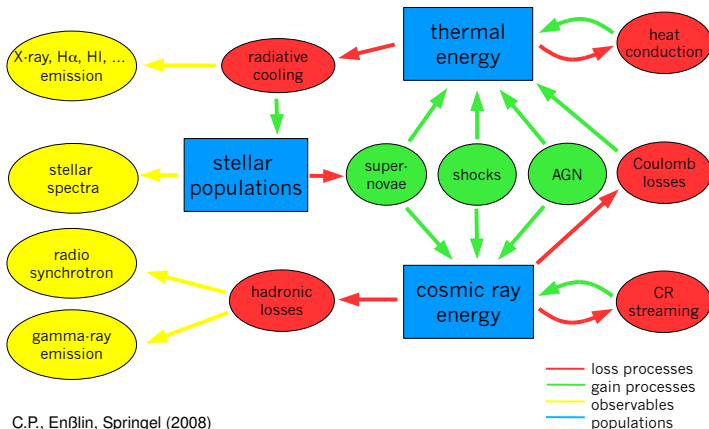 X-ray, Hα, HI, ...
emission
radiative
cooling
thermal
energy
heat
conduction
stellar
spectra
stellar
populations
super-
novae
shocks
AGN
Coulomb
losses
radio
synchrotron
gamma-ray
emission
hadronic
losses
cosmic ray
energy
CR
streaming
loss processes
gain processes
observables
populations
C.P., Enßlin, Springel (2008)